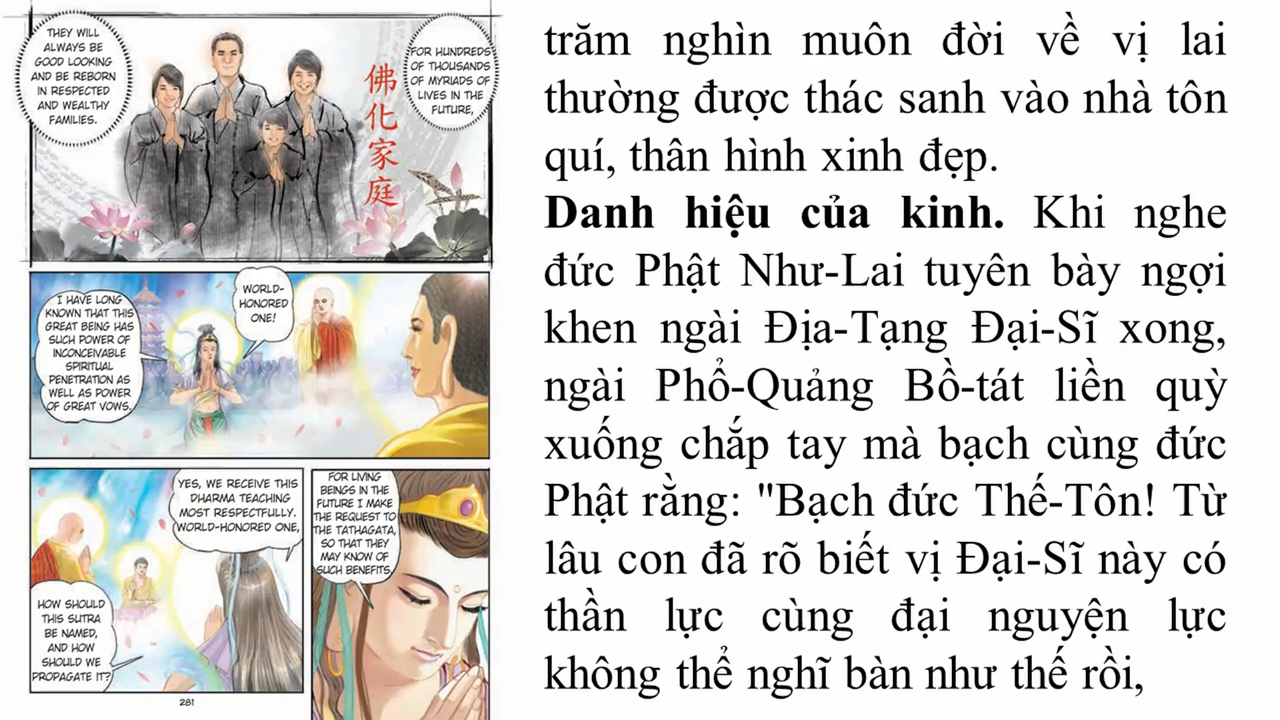 THEY WILL
ALWAYS BE
GOOD LOOKING
AND BE REBORN
IN RESPECTED
AND WEALTHY
FAMILIES.
FOR HUNDREDS
OF THOUSANDS
OF MYRIADS OF
LIVES IN THE
FUTURE,
佛化家庭
I HAVE LONG
KNOWN THAT THIS
GREAT BEING HAS
SUCH POWER OF
INCONCEIVABLE
SPIRITUAL
PENETRATION AS
WELL AS POWER
OF GREAT VOWS.
WORLD-
HONORED
ONE!
YES, WE RECEIVE THIS
DHARMA TEACHING
MOST RESPECTFULLY.
WORLD-HONORED ONE,
HOW SHOULD
THIS SUTRA
BE NAMED,
AND HOW
SHOULD WE
PROPAGATE IT?
FOR LIVING
BEINGS IN THE
FUTURE I MAKE
THE REQUEST TO
THE TATHAGATA,
SO THAT THEY
MAY KNOW OF
SUCH BENEFITS,
281
trăm nghìn muôn đời về vị lai
thường được thác sanh vào nhà tôn
quí, thân hình xinh đẹp.
Danh hiệu của kinh. Khi nghe
đức Phật Như-Lai tuyên bày ngợi
khen ngài Địa-Tạng Đại-Sĩ xong,
ngài Phổ-Quảng Bồ-tát liền quỳ
xuống chắp tay mà bạch cùng đức
Phật rằng: "Bạch đức Thế-Tôn! Từ
lâu con đã rõ biết vị Đại-Sĩ này có
thần lực cùng đại nguyện lực
không thể nghĩ bàn như thế rồi,